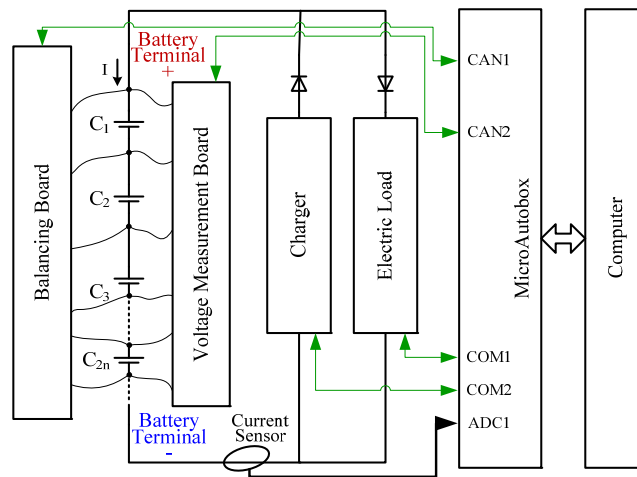 Battery
Terminal
+
I
CAN1
CAN2
C1
C2
C3
C2n
Balancing Board
Voltage Measurement Board
Charger
Electric Load
MicroAutobox
Computer
COM1
COM2
ADC1
Battery
Terminal
-
Current
Sensor